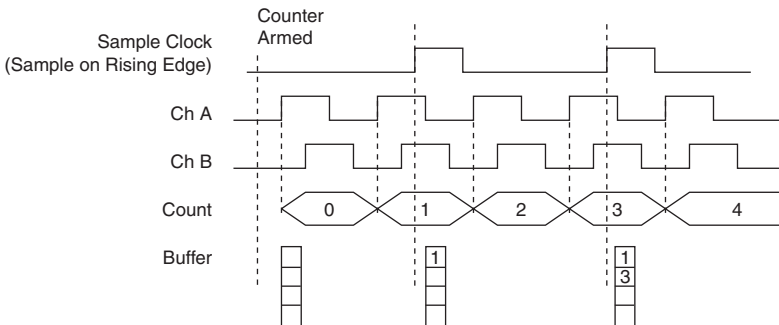 Counter
Armed
Sample Clock
(Sample on Rising Edge)
Ch A
Ch B
Count 0 1 2 3 4
Buffer 1 1
3